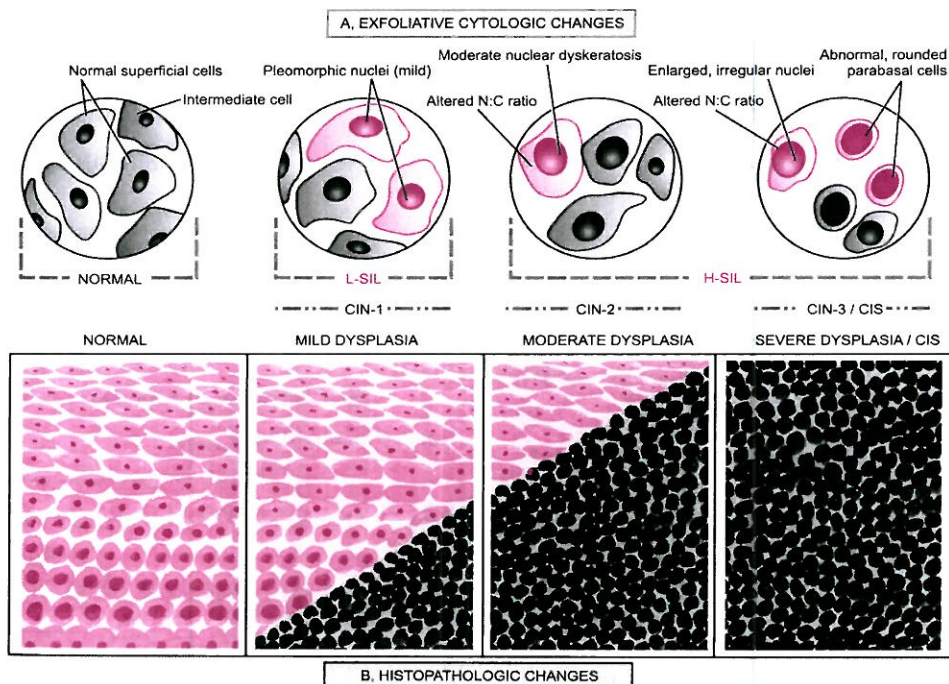 A, EXFOLIATIVE CYTOLOGIC CHANGES
Normal superficial cells
Intermediate cell
Pleomorphic nuclei (mild)
Moderate nuclear dyskeratosis
Altered N:C ratio
Abnormal, rounded
parabasal cells
Enlarged, irregular nuclei
Altered N:C ratio
NORMAL
L-SIL
H-SIL
CIN-1
CIN-2
CIN-3 / CIS
NORMAL
MILD DYSPLASIA
MODERATE DYSPLASIA
SEVERE DYSPLASIA / CIS
B, HISTOPATHOLOGIC CHANGES